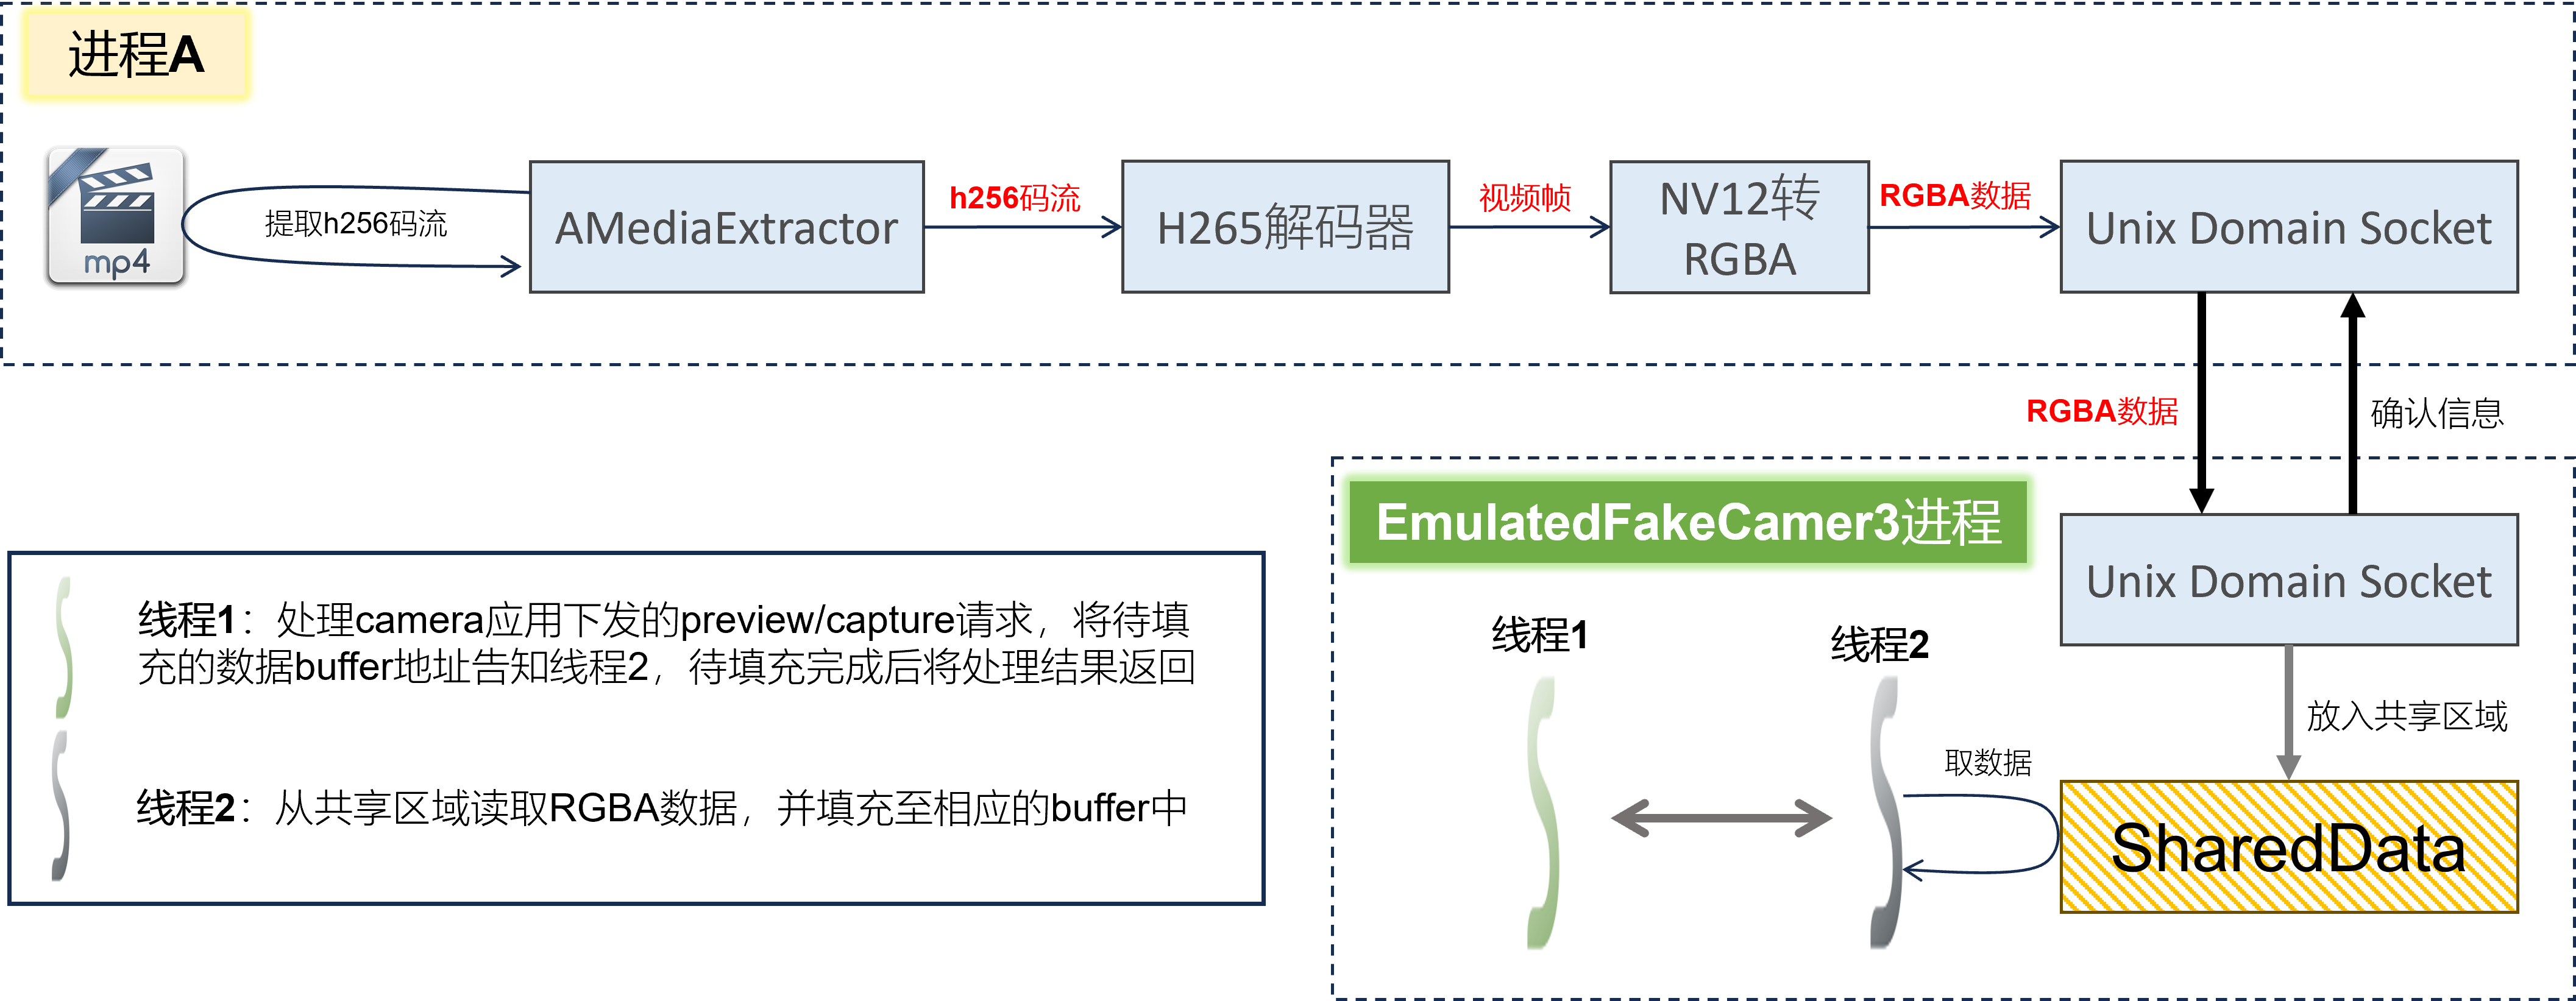 进程A
mp4
提取h256码流
AMediaExtractor
h256码流
H265解码器
视频帧
NV12转
RGBA
RGBA数据
Unix Domain Socket
RGBA数据
确认信息
EmulatedFakeCamer3进程
Unix Domain Socket
线程1
线程2
放入共享区域
取数据
SharedData
线程1：处理camera应用下发的preview/capture请求，将待填
充的数据buffer地址告知线程2，待填充完成后将处理结果返回
线程2：从共享区域读取RGBA数据，并填充至相应的buffer中